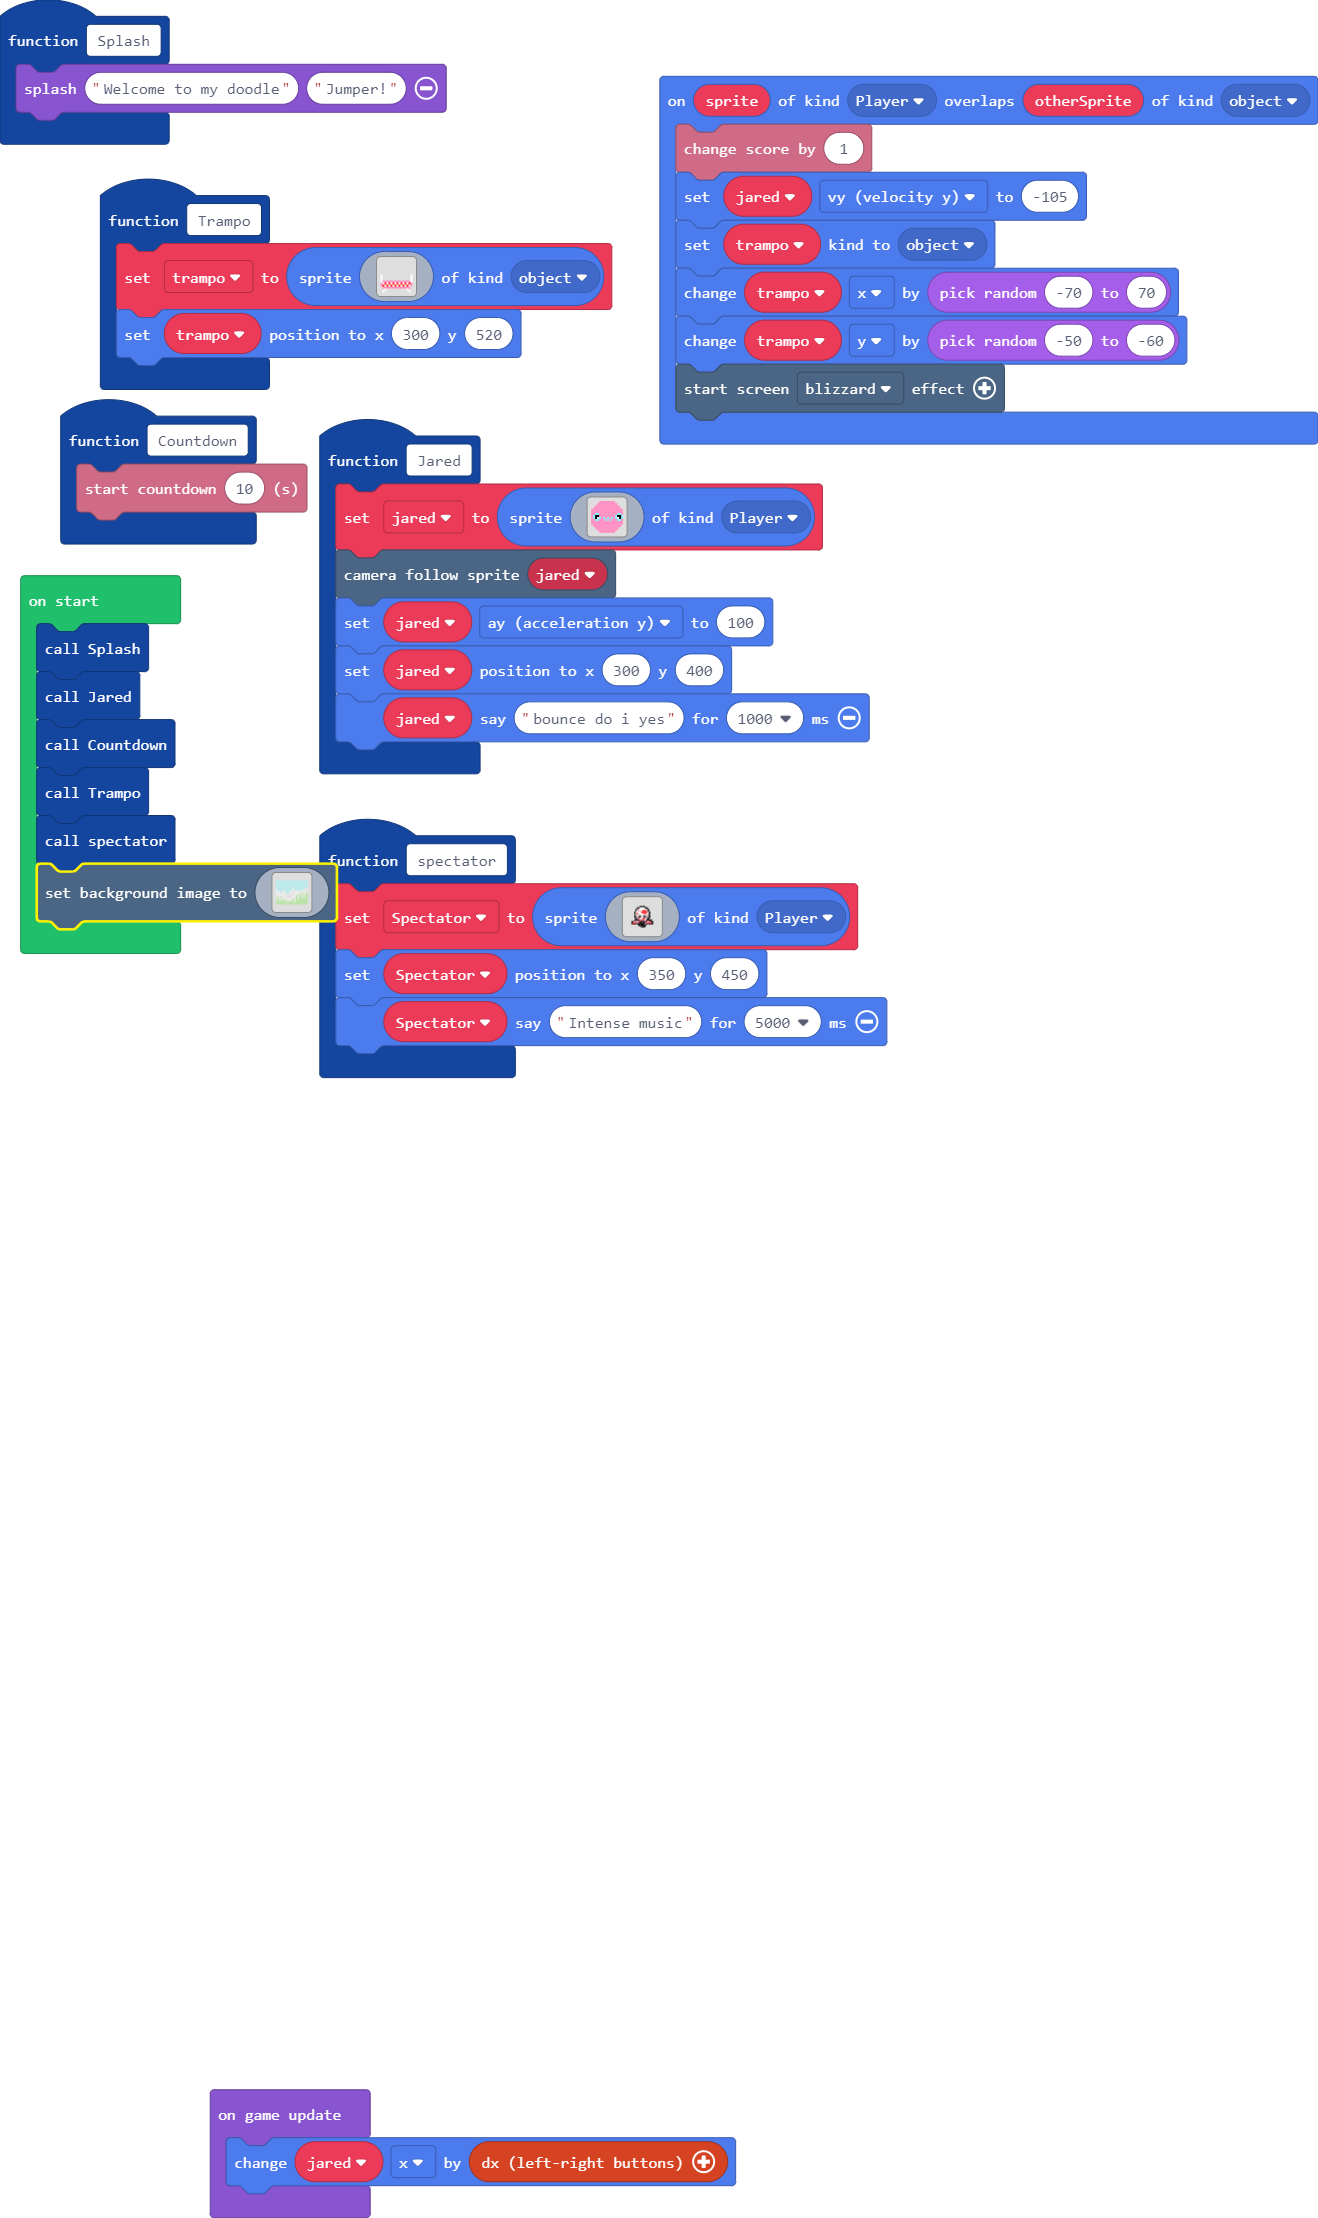 function Splash
splash "Welcome to my doodle" "Jumper!"
on sprite of kind Player overlaps otherSprite of kind object
change score by 1
set jared vy (velocity y) to -105
set trampo kind to object
change trampo x by pick random -70 to 70
change trampo y by pick random -50 to -60
start screen blizzard effect
function Trampo
set trampo to sprite of kind object
set trampo position to x 300 y 520
function Countdown
start countdown 10 (s)
function Jared
set jared to sprite of kind Player
camera follow sprite jared
set jared ay (acceleration y) to 100
set jared position to x 300 y 400
jared say "bounce do i yes" for 1000 ms
on start
call Splash
call Jared
call Countdown
call Trampo
call spectator
set background image to
function spectator
set Spectator to sprite of kind Player
set Spectator position to x 350 y 450
Spectator say "Intense music" for 5000 ms
on game update
change jared x by dx (left-right buttons)